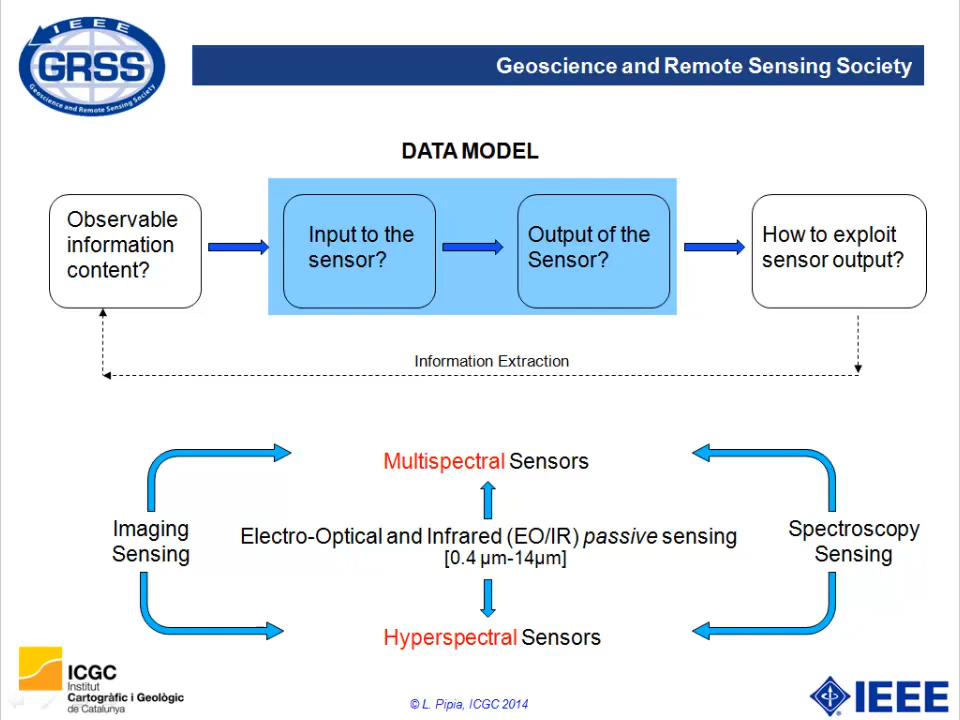 IEEE
GRSS
Geoscience and Remote Sensing Society
Geoscience and Remote Sensing Society
DATA MODEL
Observable
information
content?
Input to the
sensor?
Output of the
Sensor?
How to exploit
sensor output?
Information Extraction
Multispectral Sensors
Imaging
Sensing
Electro-Optical and Infrared (EO/IR) passive sensing
[0.4 µm-14µm]
Spectroscopy
Sensing
Hyperspectral Sensors
ICGC
Institut
Cartogràfic i Geològic
de Catalunya
© L. Pipia, ICGC 2014
IEEE